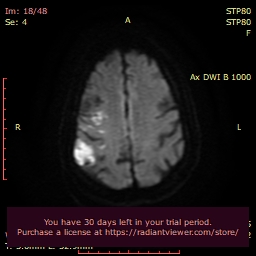 Im: 18/48
Se: 4
A
STP80
STP80
F
Ax DWI B 1000
R
L
You have 30 days left in your trial period.
Purchase a license at https://radiantviewer.com/store/